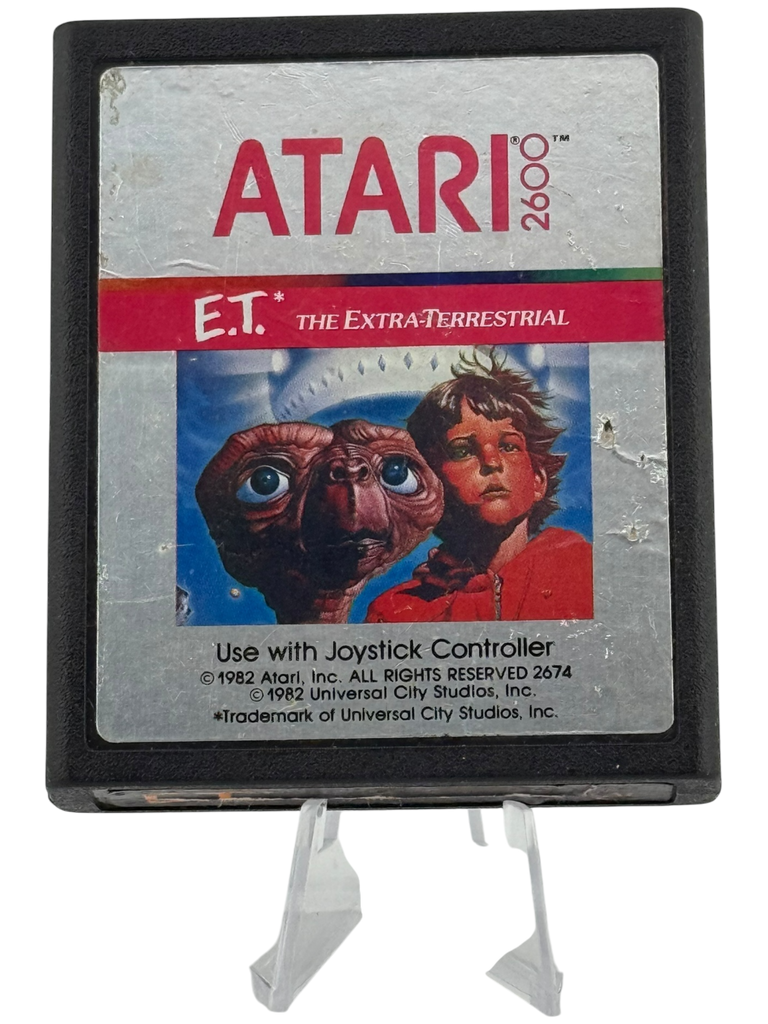 ATARI® 2600™
E.T.* THE EXTRA-TERRESTRIAL
Use with Joystick Controller
©1982 Atari, Inc. ALL RIGHTS RESERVED 2674
©1982 Universal City Studios, Inc.
*Trademark of Universal City Studios, Inc.